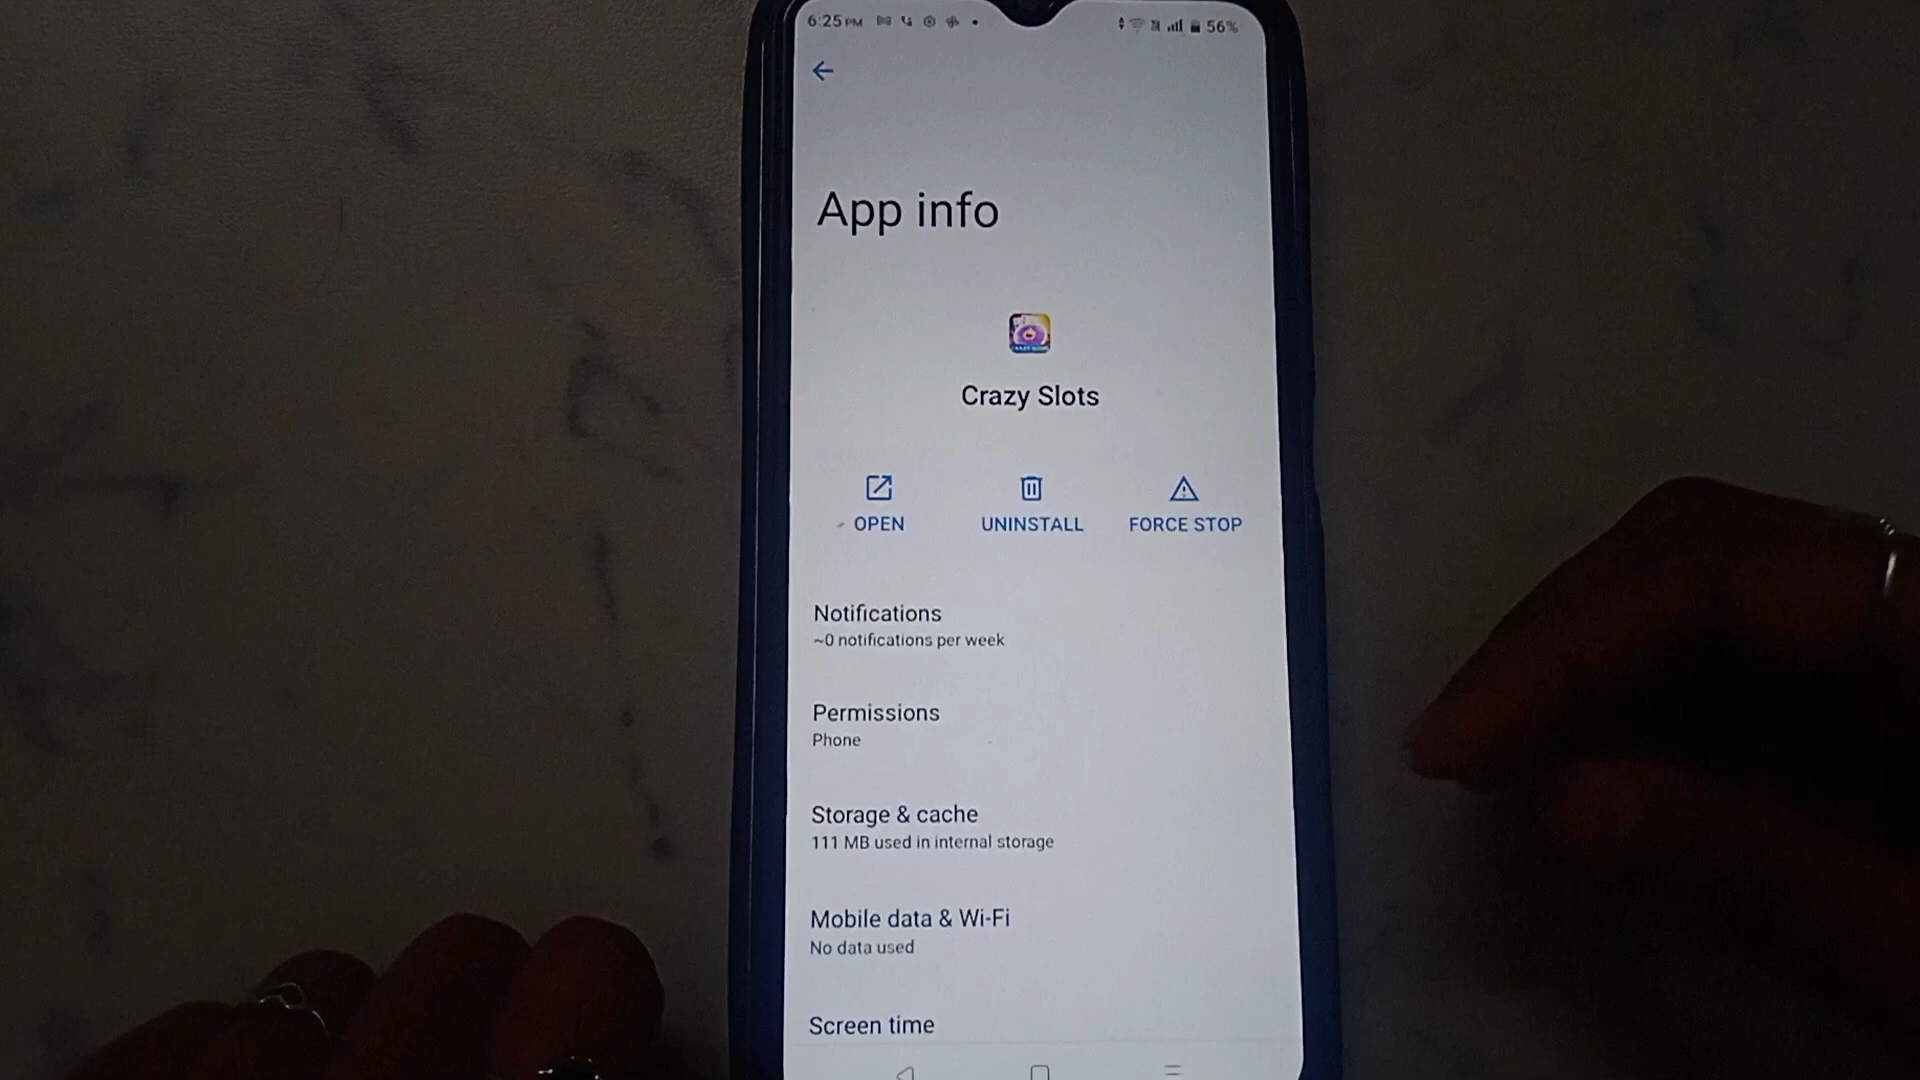 6:25 PM
56%
App info
Crazy Slots
OPEN
UNINSTALL
FORCE STOP
Notifications
~0 notifications per week
Permissions
Phone
Storage & cache
111 MB used in internal storage
Mobile data & Wi-Fi
No data used
Screen time